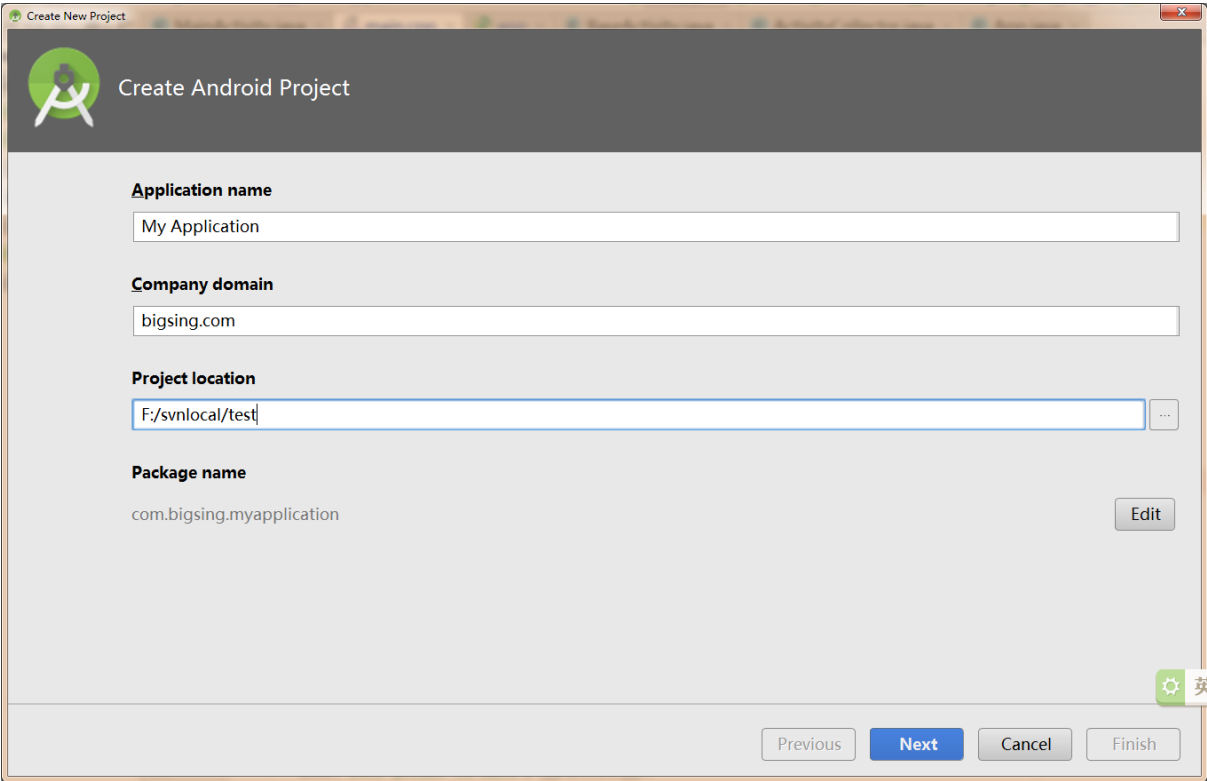 Create New Project
Create Android Project
Application name
My Application
Company domain
bigsing.com
Project location
F:/svnlocal/test
...
Package name
com.bigsing.myapplication
Edit
英
Previous
Next
Cancel
Finish